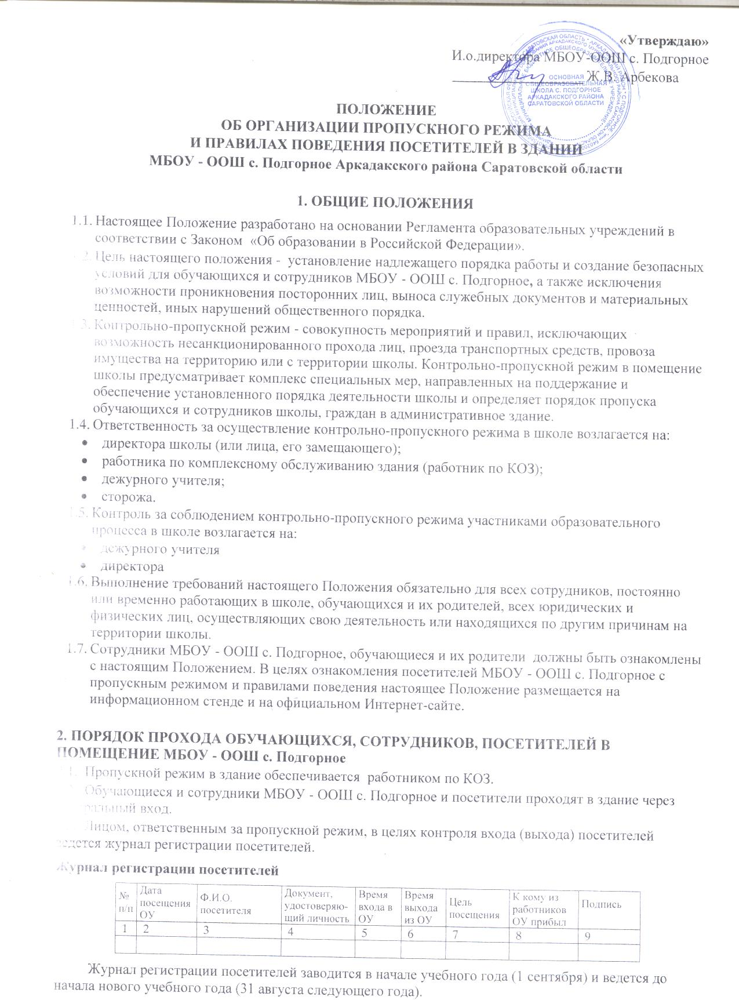 «Утверждаю»
И.о.директора МБОУ-ООШ с. Подгорное
Ж.В. Арбекова
ОСНОВНАЯ
ОБЩЕОБРАЗОВАТЕЛЬНАЯ
ШКОЛА С. ПОДГОРНОЕ
АРКАДАКСКОГО РАЙОНА
САРАТОВСКОЙ ОБЛАСТИ
ПОЛОЖЕНИЕ
ОБ ОРГАНИЗАЦИИ ПРОПУСКНОГО РЕЖИМА
И ПРАВИЛАХ ПОВЕДЕНИЯ ПОСЕТИТЕЛЕЙ В ЗДАНИИ
МБОУ - ООШ с. Подгорное Аркадакского района Саратовской области
1. ОБЩИЕ ПОЛОЖЕНИЯ
1.1. Настоящее Положение разработано на основании Регламента образовательных учреждений в
соответствии с Законом «Об образовании в Российской Федерации».
2. Цель настоящего положения - установление надлежащего порядка работы и создание безопасных
условий для обучающихся и сотрудников МБОУ - ООШ с. Подгорное, а также исключения
возможности проникновения посторонних лиц, выноса служебных документов и материальных
ценностей, иных нарушений общественного порядка.
3. Контрольно-пропускной режим - совокупность мероприятий и правил, исключающих
возможность несанкционированного прохода лиц, проезда транспортных средств, провоза
имущества на территорию или с территории школы. Контрольно-пропускной режим в помещение
школы предусматривает комплекс специальных мер, направленных на поддержание и
обеспечение установленного порядка деятельности школы и определяет порядок пропуска
обучающихся и сотрудников школы, граждан в административное здание.
1.4. Ответственность за осуществление контрольно-пропускного режима в школе возлагается на:
• директора школы (или лица, его замещающего);
• работника по комплексному обслуживанию здания (работник по КОЗ);
• дежурного учителя;
• сторожа.
1.5. Контроль за соблюдением контрольно-пропускного режима участниками образовательного
процесса в школе возлагается на:
• дежурного учителя
• директора
1.6. Выполнение требований настоящего Положения обязательно для всех сотрудников, постоянно
или временно работающих в школе, обучающихся и их родителей, всех юридических и
физических лиц, осуществляющих свою деятельность или находящихся по другим причинам на
территории школы.
1.7. Сотрудники МБОУ - ООШ с. Подгорное, обучающиеся и их родители должны быть ознакомлены
с настоящим Положением. В целях ознакомления посетителей МБОУ - ООШ с. Подгорное с
пропускным режимом и правилами поведения настоящее Положение размещается на
информационном стенде и на официальном Интернет-сайте.
2. ПОРЯДОК ПРОХОДА ОБУЧАЮЩИХСЯ, СОТРУДНИКОВ, ПОСЕТИТЕЛЕЙ В
ПОМЕЩЕНИЕ МБОУ - ООШ с. Подгорное
Пропускной режим в здание обеспечивается работником по КОЗ.
Обучающиеся и сотрудники МБОУ - ООШ с. Подгорное и посетители проходят в здание через
вход.
Лицом, ответственным за пропускной режим, в целях контроля входа (выхода) посетителей
ведется журнал регистрации посетителей.
Журнал регистрации посетителей
№ п/п Дата посещения ОУ Ф.И.О. посетителя Документ, удостоверяю-щий личность Время входа в ОУ Время выхода из ОУ Цель посещения К кому из работников ОУ прибыл Подпись
1 2 3 4 5 6 7 8 9
Журнал регистрации посетителей заводится в начале учебного года (1 сентября) и ведется до
начала нового учебного года (31 августа следующего года).